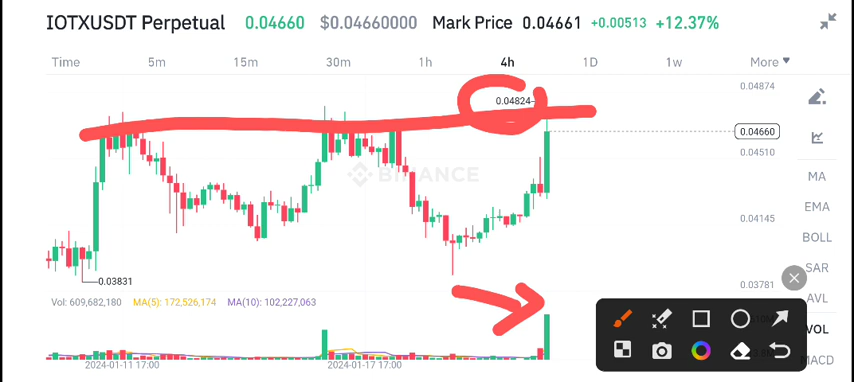 IOTXUSDT Perpetual 0.04660 $0.04660000 Mark Price 0.04661 +0.00513 +12.37%
Time 5m 15m 30m 1h 4h 1D 1w More
0.04874
0.04824
0.04660
0.04510
BINANCE
MA
EMA
0.04145
BOLL
SAR
0.03831
0.03781
Vol: 609,682,180 MA(5): 172,526,174 MA(10): 102,227,063
AVL
VOL
MACD
2024-01-11 17:00 2024-01-17 17:00